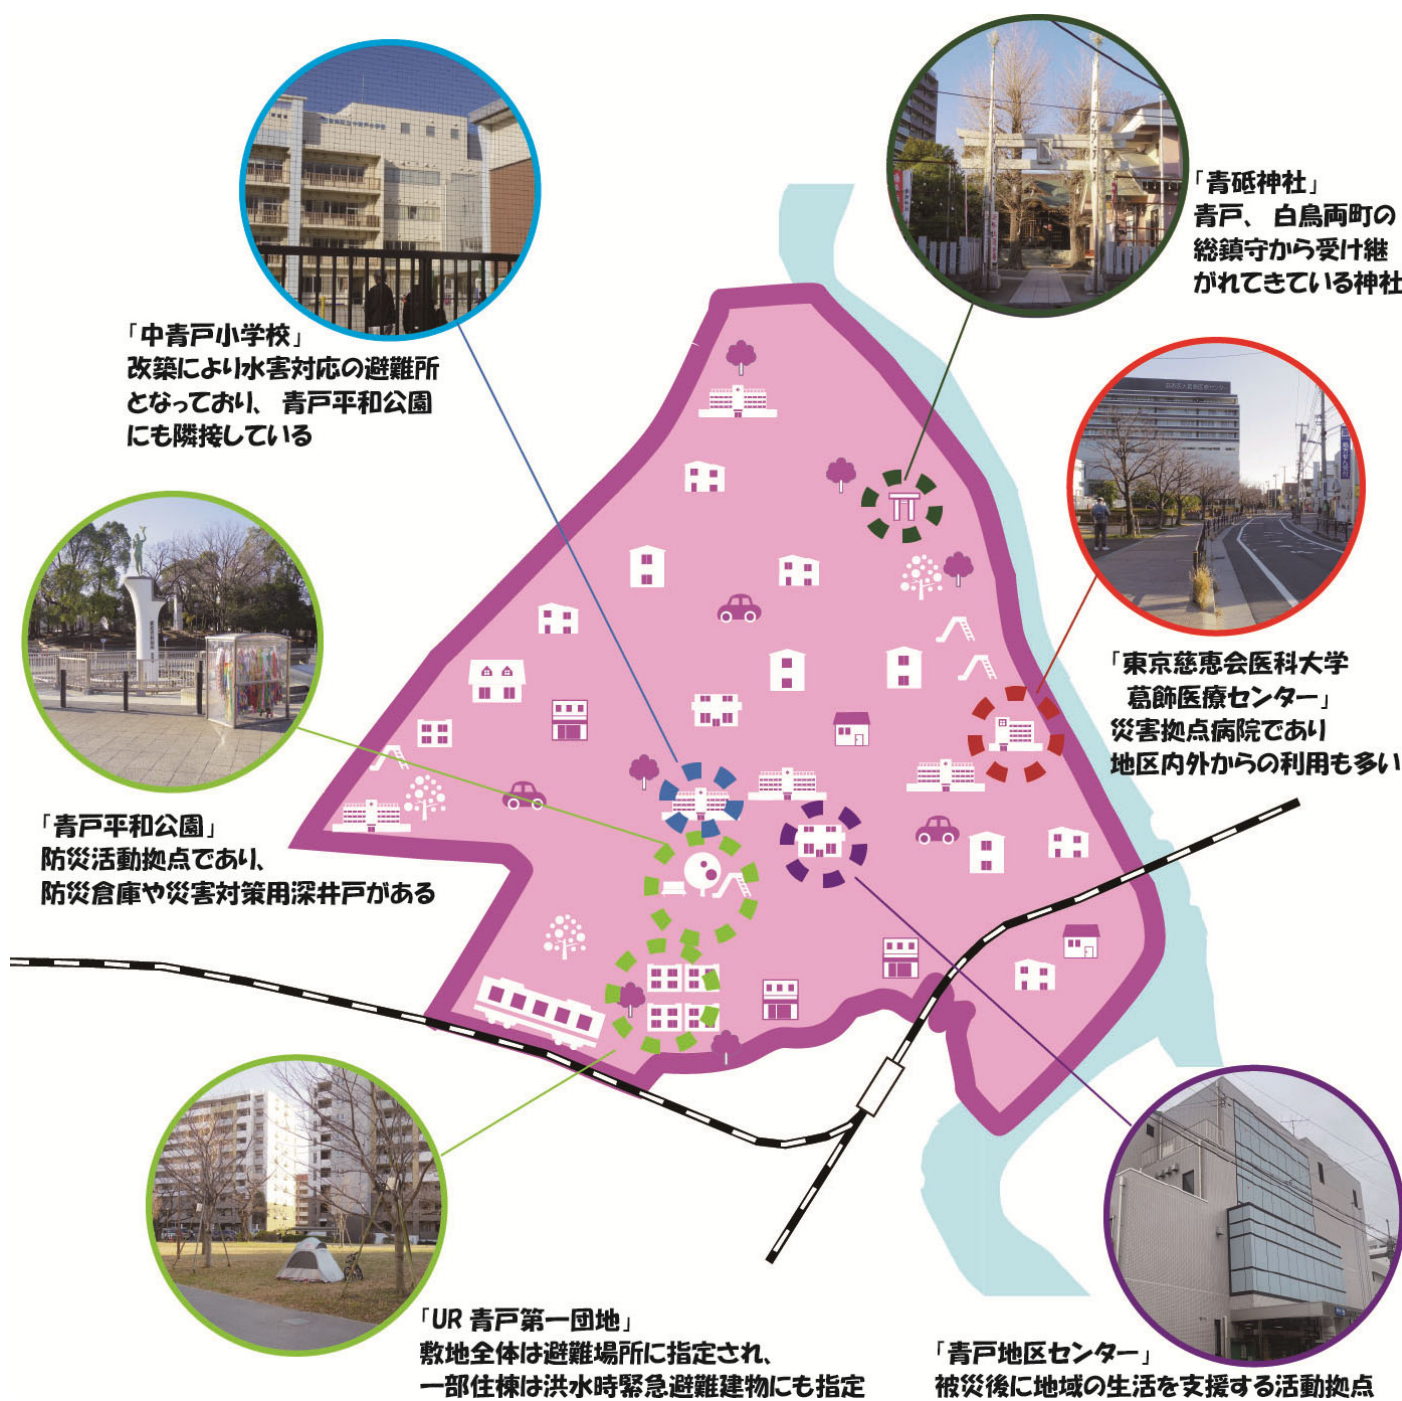 「青砥神社」
青戸、白鳥両町の
総鎮守から受け継
がれてきている神社
「中青戸小学校」
改築により水害対応の避難所
となっており、青戸平和公園
にも隣接している
「東京慈恵会医科大学
葛飾医療センター」
災害拠点病院であり
地区内外からの利用も多い
「青戸平和公園」
防災活動拠点であり、
防災倉庫や災害対策用深井戸がある
「UR 青戸第一団地」
敷地全体は避難場所に指定され、
一部住棟は洪水時緊急避難建物にも指定
「青戸地区センター」
被災後に地域の生活を支援する活動拠点